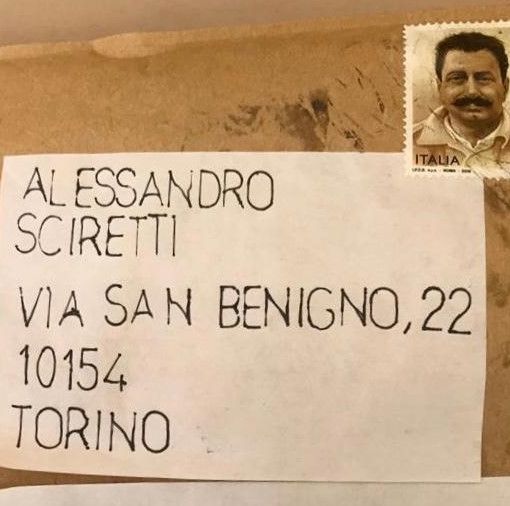 ITALIA
ALESSANDRO
SCIRETTI
VIA SAN BENIGNO, 22
10154
TORINO